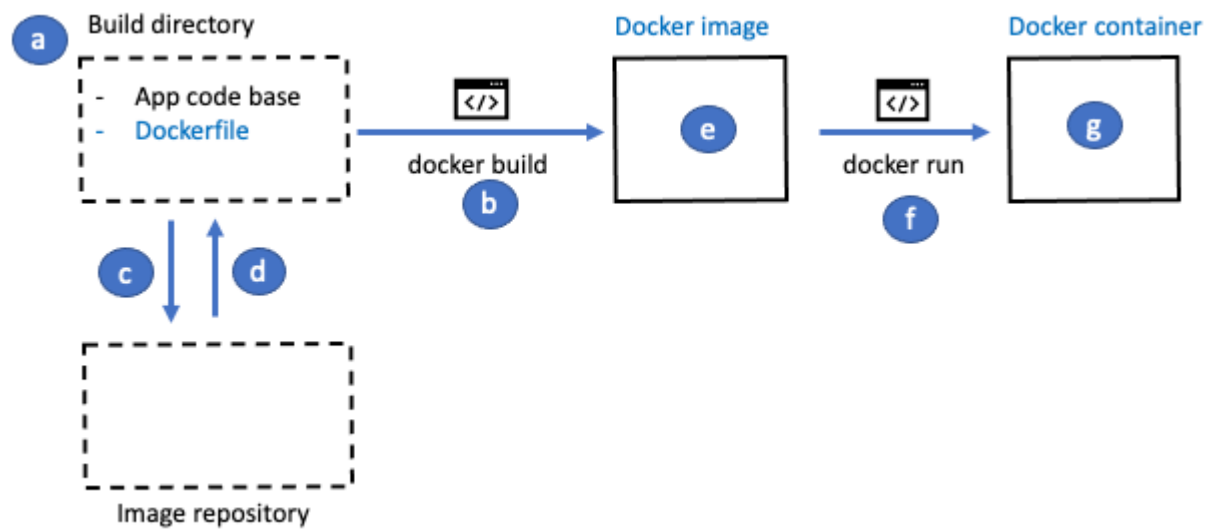 a
Build directory
- App code base
- Dockerfile
</>
docker build
b
Docker image
e
</>
docker run
f
Docker container
g
c
d
Image repository